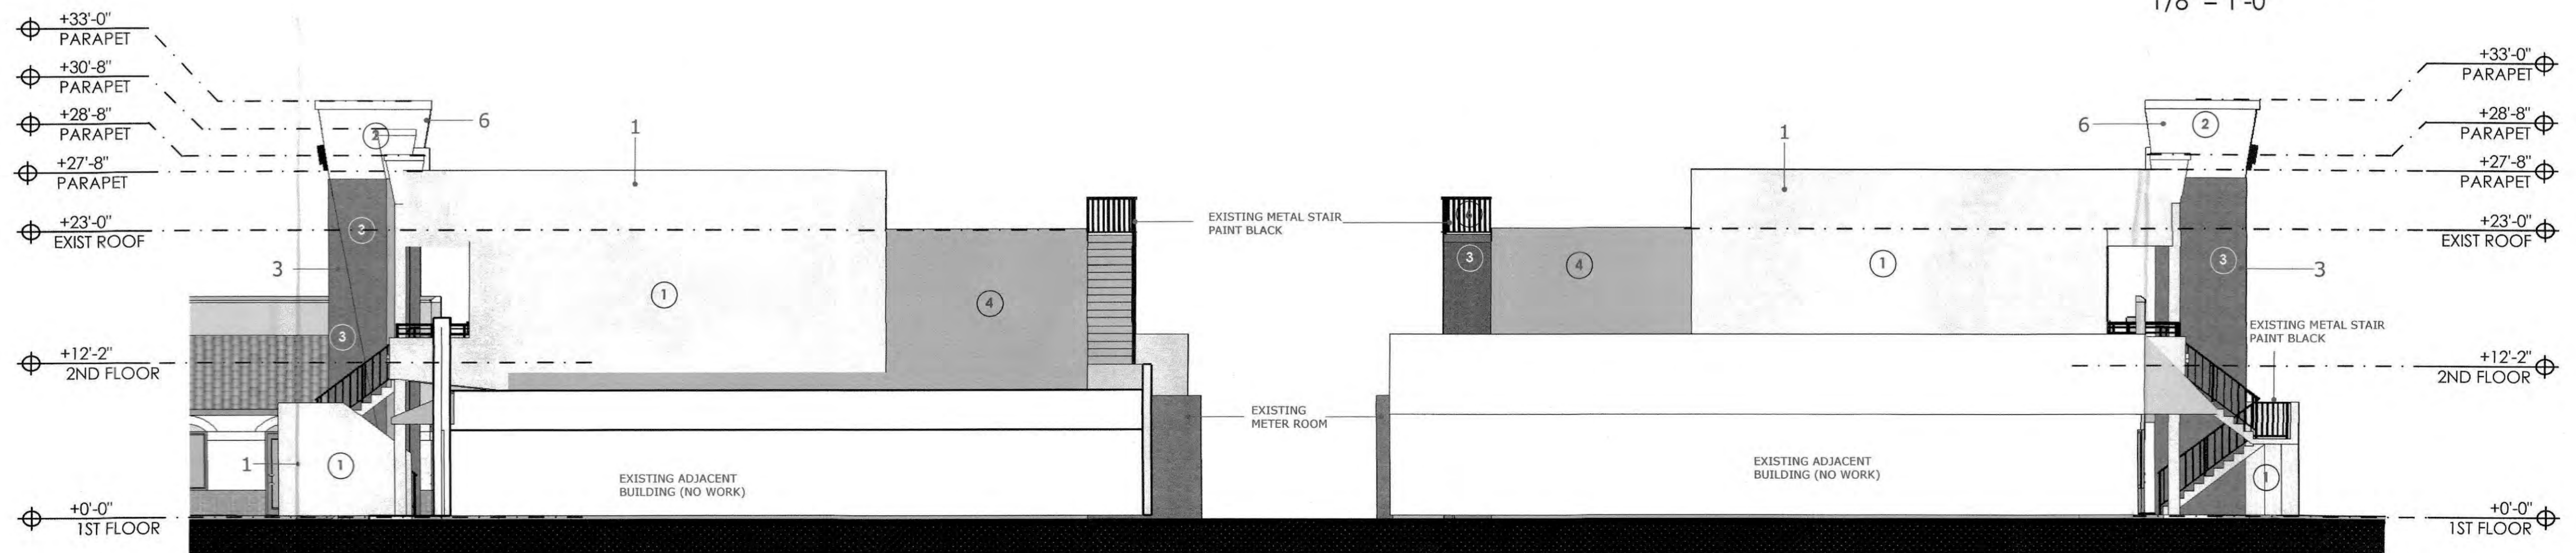 1/8" = 1'-0"
+33'-0"
PARAPET
+30'-8"
PARAPET
+28'-8"
PARAPET
+27'-8"
PARAPET
+23'-0"
EXIST ROOF
+12'-2"
2ND FLOOR
+0'-0"
1ST FLOOR
2
6
1
3
3
3
1
4
1
1
EXISTING ADJACENT
BUILDING (NO WORK)
EXISTING METAL STAIR
PAINT BLACK
EXISTING
METER ROOM
3
4
1
1
6
2
3
3
EXISTING METAL STAIR
PAINT BLACK
1
EXISTING ADJACENT
BUILDING (NO WORK)
+33'-0"
PARAPET
+28'-8"
PARAPET
+27'-8"
PARAPET
+23'-0"
EXIST ROOF
+12'-2"
2ND FLOOR
+0'-0"
1ST FLOOR